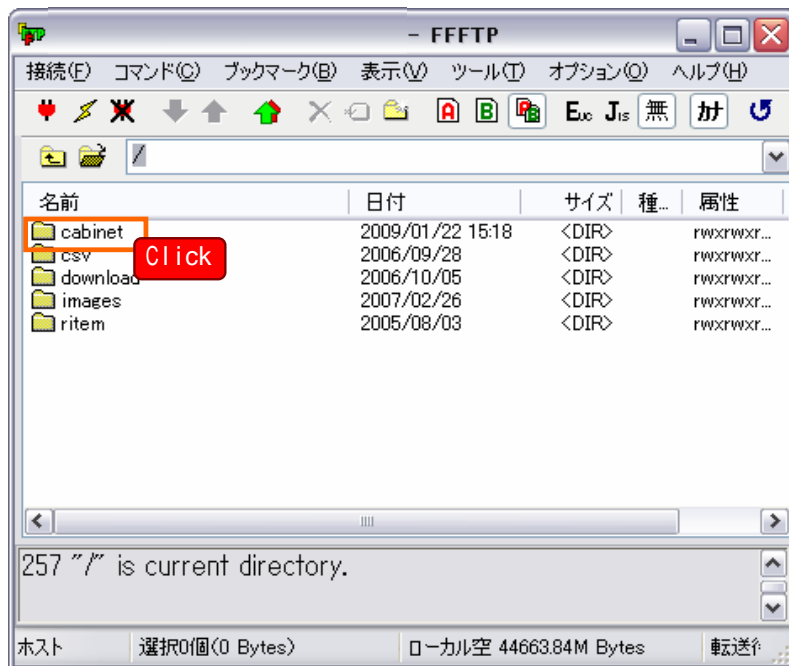 - FFFTP
接続(F) コマンド(C) ブックマーク(B) 表示(V) ツール(T) オプション(O) ヘルプ(H)
A B B Euc Jis 無 カナ
/
名前 日付 サイズ 種... 属性
cabinet 2009/01/22 15:18 <DIR> rwxrwxr...
Click
csv 2006/09/28 <DIR> rwxrwxr...
download 2006/10/05 <DIR> rwxrwxr...
images 2007/02/26 <DIR> rwxrwxr...
ritem 2005/08/03 <DIR> rwxrwxr...
257 "/" is current directory.
ホスト 選択0個(0 Bytes) ローカル空 44663.84M Bytes 転送